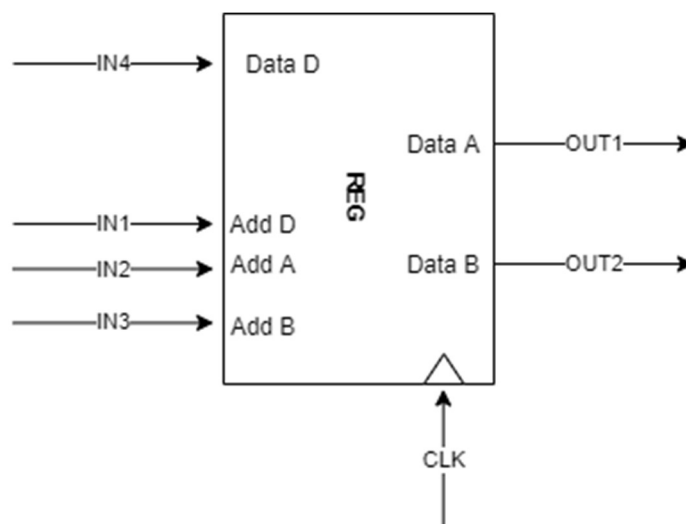 IN4
Data D
Data A
OUT1
REG
IN1
Add D
IN2
Add A
Data B
OUT2
IN3
Add B
CLK